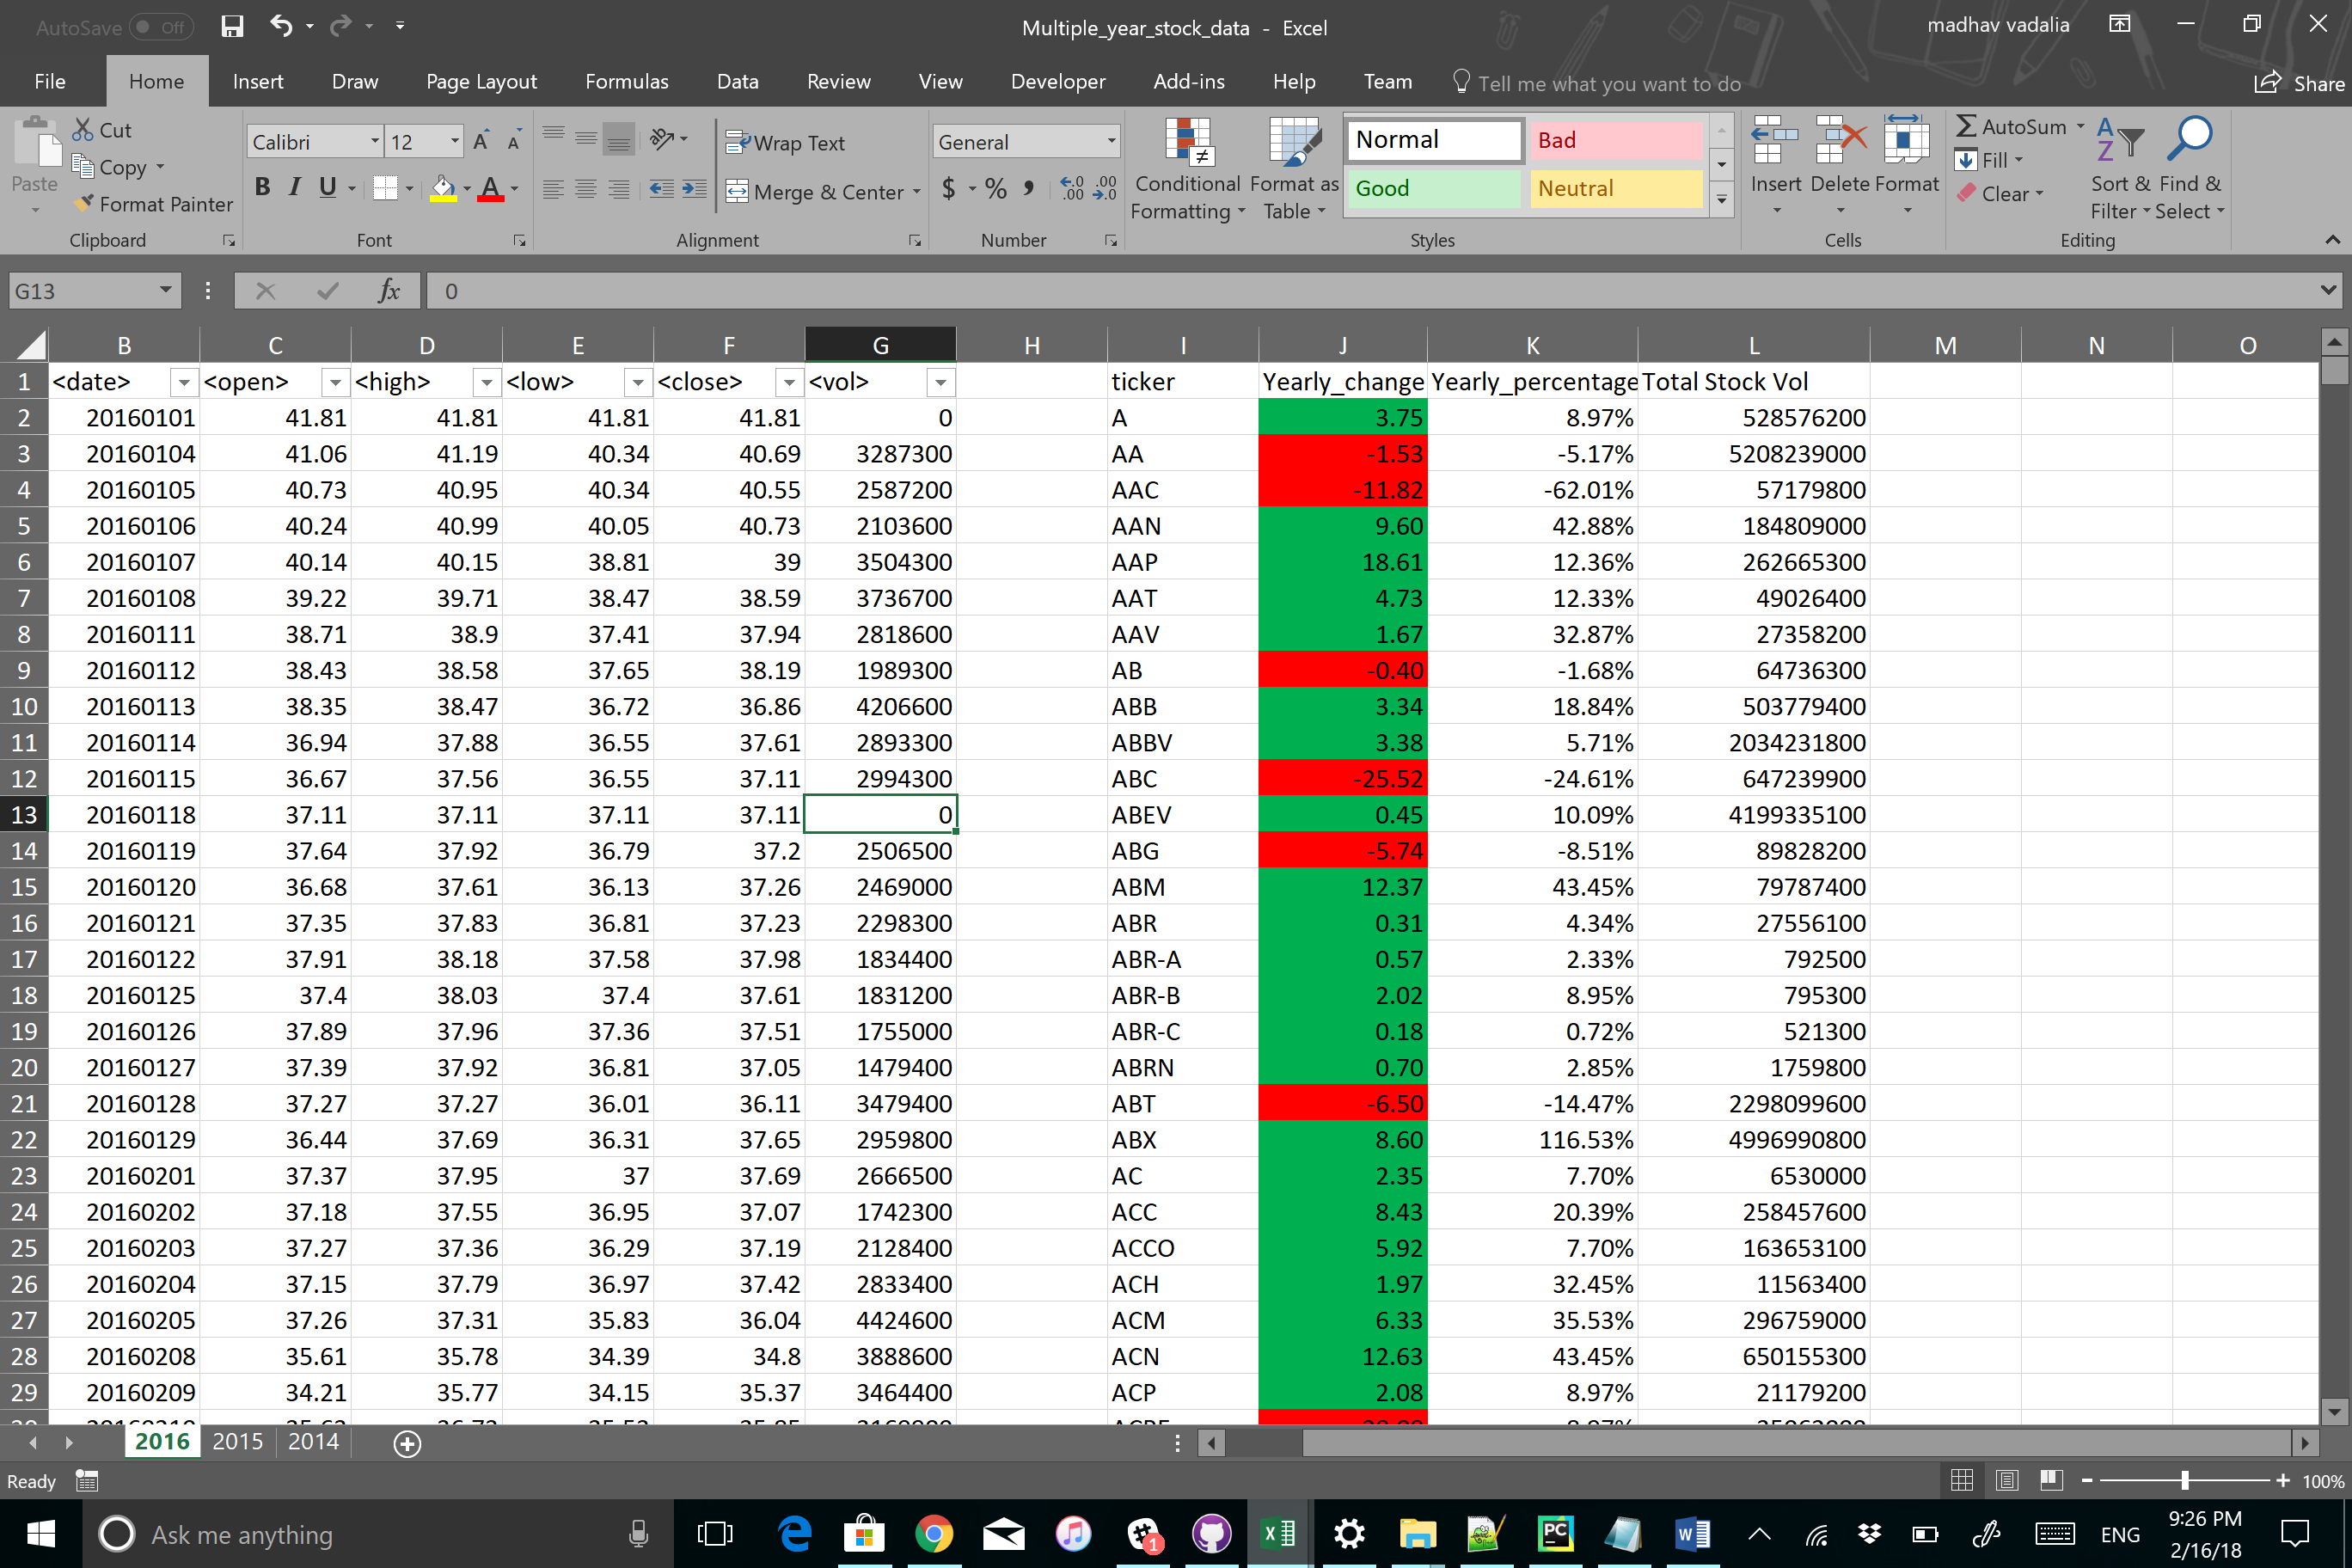 AutoSave Off Multiple_year_stock_data - Excel madhav vadalia
File Home Insert Draw Page Layout Formulas Data Review View Developer Add-ins Help Team Tell me what you want to do Share
Paste Cut Copy Format Painter
Calibri 12 A A
B I U A
Wrap Text
Merge & Center
General
$ % , .0 .00 .00 .0
Conditional Formatting Format as Table
Normal Bad
Good Neutral
Insert Delete Format
AutoSum Fill Clear
A Z Sort & Filter Find & Select
Clipboard Font Alignment Number Styles Cells Editing
G13 fx 0
B C D E F G H I J K L M N O
1 <date> <open> <high> <low> <close> <vol> ticker Yearly_change Yearly_percentage Total Stock Vol
2 20160101 41.81 41.81 41.81 41.81 0 A 3.75 8.97% 528576200
3 20160104 41.06 41.19 40.34 40.69 3287300 AA -1.53 -5.17% 5208239000
4 20160105 40.73 40.95 40.34 40.55 2587200 AAC -11.82 -62.01% 57179800
5 20160106 40.24 40.99 40.05 40.73 2103600 AAN 9.60 42.88% 184809000
6 20160107 40.14 40.15 38.81 39 3504300 AAP 18.61 12.36% 262665300
7 20160108 39.22 39.71 38.47 38.59 3736700 AAT 4.73 12.33% 49026400
8 20160111 38.71 38.9 37.41 37.94 2818600 AAV 1.67 32.87% 27358200
9 20160112 38.43 38.58 37.65 38.19 1989300 AB -0.40 -1.68% 64736300
10 20160113 38.35 38.47 36.72 36.86 4206600 ABB 3.34 18.84% 503779400
11 20160114 36.94 37.88 36.55 37.61 2893300 ABBV 3.38 5.71% 2034231800
12 20160115 36.67 37.56 36.55 37.11 2994300 ABC -25.52 -24.61% 647239900
13 20160118 37.11 37.11 37.11 37.11 0 ABEV 0.45 10.09% 4199335100
14 20160119 37.64 37.92 36.79 37.2 2506500 ABG -5.74 -8.51% 89828200
15 20160120 36.68 37.61 36.13 37.26 2469000 ABM 12.37 43.45% 79787400
16 20160121 37.35 37.83 36.81 37.23 2298300 ABR 0.31 4.34% 27556100
17 20160122 37.91 38.18 37.58 37.98 1834400 ABR-A 0.57 2.33% 792500
18 20160125 37.4 38.03 37.4 37.61 1831200 ABR-B 2.02 8.95% 795300
19 20160126 37.89 37.96 37.36 37.51 1755000 ABR-C 0.18 0.72% 521300
20 20160127 37.39 37.92 36.81 37.05 1479400 ABRN 0.70 2.85% 1759800
21 20160128 37.27 37.27 36.01 36.11 3479400 ABT -6.50 -14.47% 2298099600
22 20160129 36.44 37.69 36.31 37.65 2959800 ABX 8.60 116.53% 4996990800
23 20160201 37.37 37.95 37 37.69 2666500 AC 2.35 7.70% 6530000
24 20160202 37.18 37.55 36.95 37.07 1742300 ACC 8.43 20.39% 258457600
25 20160203 37.27 37.36 36.29 37.19 2128400 ACCO 5.92 7.70% 163653100
26 20160204 37.15 37.79 36.97 37.42 2833400 ACH 1.97 32.45% 11563400
27 20160205 37.26 37.31 35.83 36.04 4424600 ACM 6.33 35.53% 296759000
28 20160208 35.61 35.78 34.39 34.8 3888600 ACN 12.63 43.45% 650155300
29 20160209 34.21 35.77 34.15 35.37 3464400 ACP 2.08 8.97% 21179200
2016 2015 2014
Ready 100%
Ask me anything 1 PC ENG 9:26 PM
2/16/18